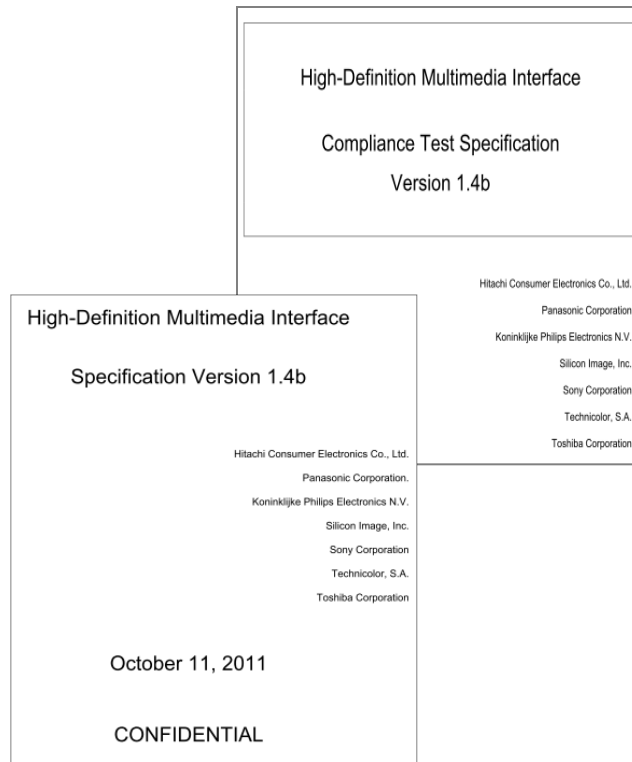 High-Definition Multimedia Interface
Compliance Test Specification
Version 1.4b
Hitachi Consumer Electronics Co., Ltd.
Panasonic Corporation
Koninklijke Philips Electronics N.V.
Silicon Image, Inc.
Sony Corporation
Technicolor, S.A.
Toshiba Corporation
High-Definition Multimedia Interface
Specification Version 1.4b
Hitachi Consumer Electronics Co., Ltd.
Panasonic Corporation.
Koninklijke Philips Electronics N.V.
Silicon Image, Inc.
Sony Corporation
Technicolor, S.A.
Toshiba Corporation
October 11, 2011
CONFIDENTIAL